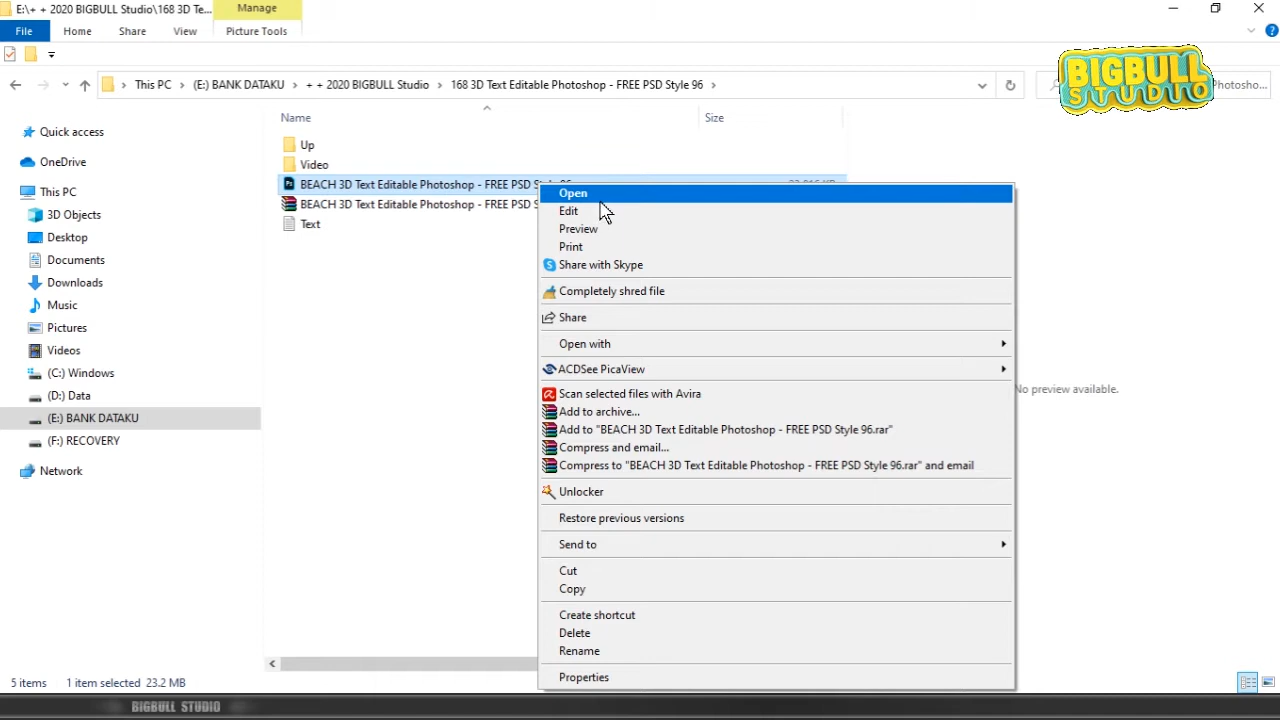 E:\+ + 2020 BIGBULL Studio\168 3D Te...
Manage
File
Home
Share
View
Picture Tools
This PC
(E:) BANK DATAKU
+ + 2020 BIGBULL Studio
168 3D Text Editable Photoshop - FREE PSD Style 96
Photosho...
BIGBULL
STUDIO
Name
Size
Quick access
OneDrive
This PC
3D Objects
Desktop
Documents
Downloads
Music
Pictures
Videos
(C:) Windows
(D:) Data
(E:) BANK DATAKU
(F:) RECOVERY
Network
Up
Video
BEACH 3D Text Editable Photoshop - FREE PSD Style 96
BEACH 3D Text Editable Photoshop - FREE PSD S
Text
Open
Edit
Preview
Print
Share with Skype
Completely shred file
Share
Open with
ACDSee PicaView
Scan selected files with Avira
Add to archive...
Add to "BEACH 3D Text Editable Photoshop - FREE PSD Style 96.rar"
Compress and email...
Compress to "BEACH 3D Text Editable Photoshop - FREE PSD Style 96.rar" and email
Unlocker
Restore previous versions
Send to
Cut
Copy
Create shortcut
Delete
Rename
Properties
No preview available.
5 items
1 item selected 23.2 MB
BIGBULL STUDIO